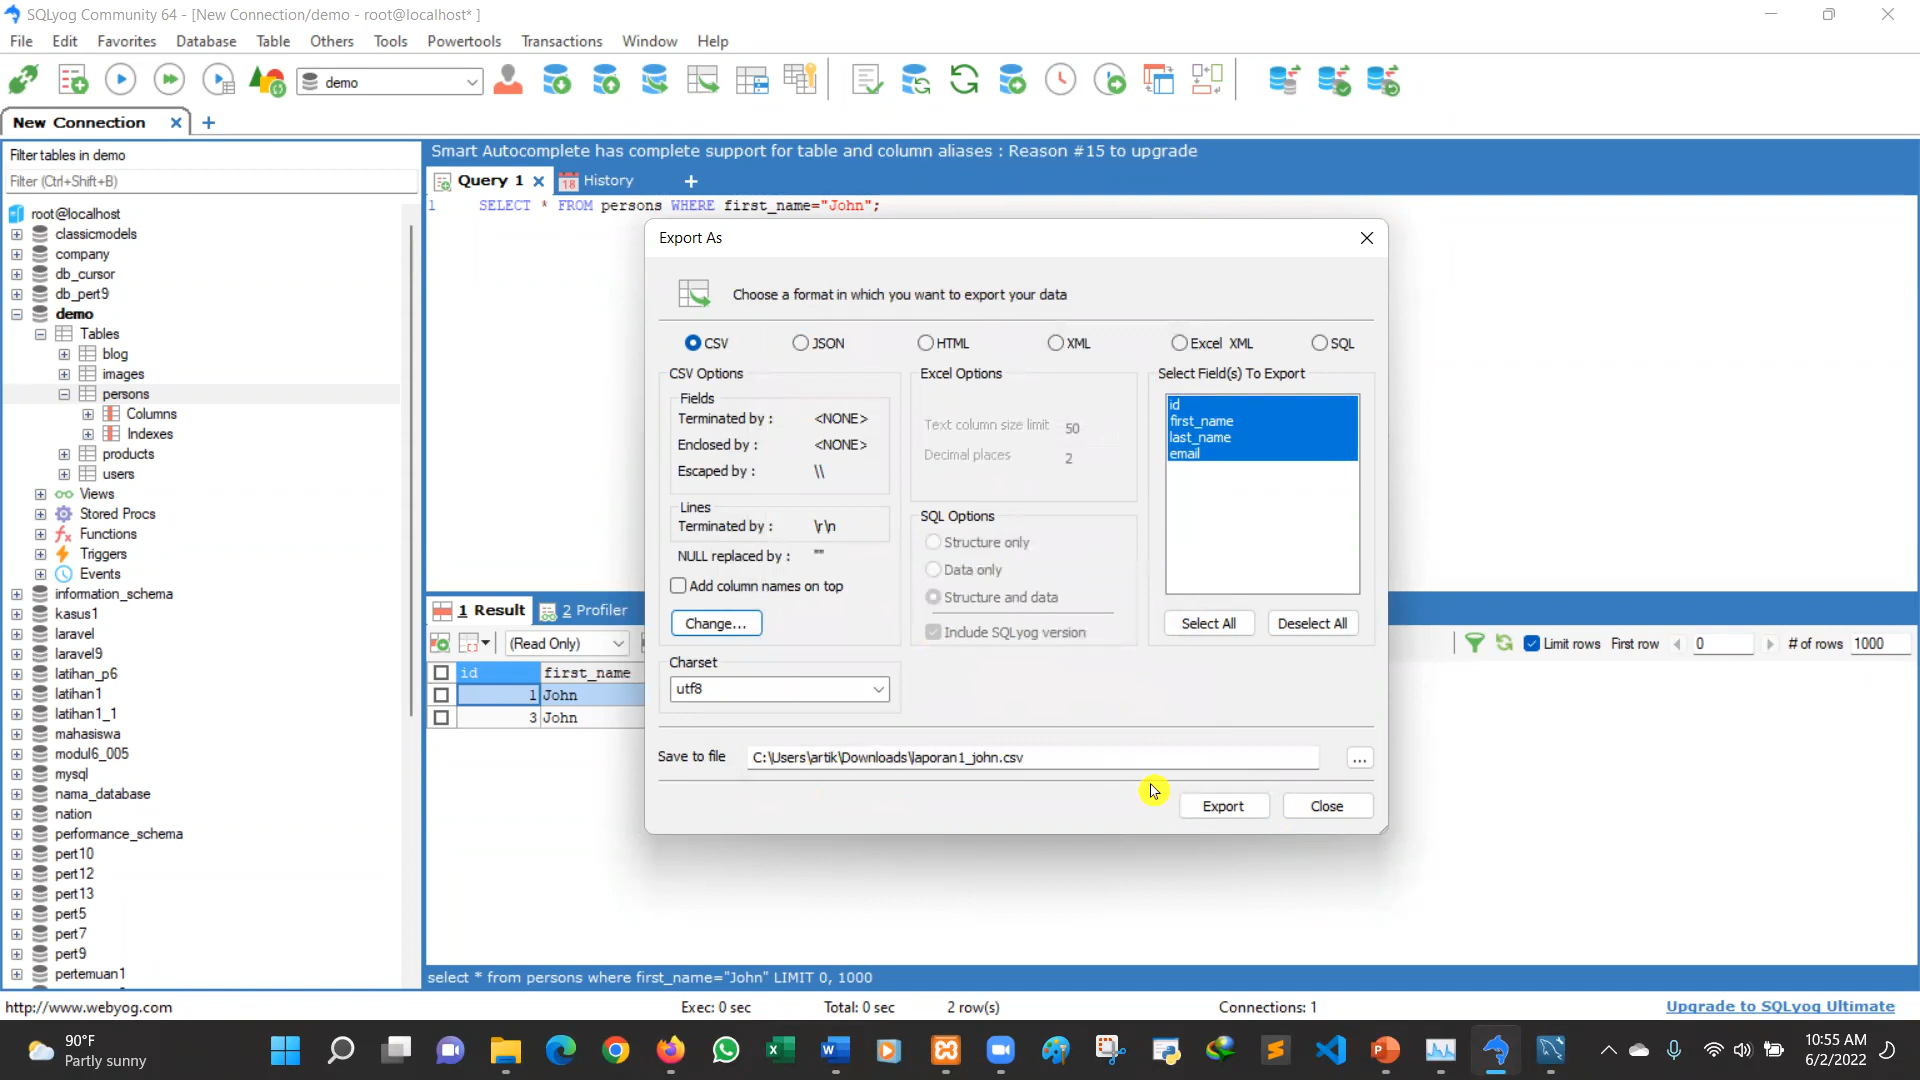 SQLyog Community 64 - [New Connection/demo - root@localhost* ]
File Edit Favorites Database Table Others Tools Powertools Transactions Window Help
demo
New Connection
Filter tables in demo
Filter (Ctrl+Shift+B)
root@localhost
classicmodels
company
db_cursor
db_pert9
demo
Tables
blog
images
persons
Columns
Indexes
products
users
Views
Stored Procs
Functions
Triggers
Events
information_schema
kasus1
laravel
laravel9
latihan_p6
latihan1
latihan1_1
mahasiswa
modul6_005
mysql
nama_database
nation
performance_schema
pert10
pert12
pert13
pert5
pert7
pert9
pertemuan1
Smart Autocomplete has complete support for table and column aliases : Reason #15 to upgrade
Query 1 18 History
1 SELECT * FROM persons WHERE first_name="John";
Export As
Choose a format in which you want to export your data
CSV JSON HTML XML Excel XML SQL
CSV Options
Fields
Terminated by : <NONE>
Enclosed by : <NONE>
Escaped by : \\
Lines
Terminated by : \r\n
NULL replaced by : ""
Add column names on top
Change...
Charset
utf8
Excel Options
Text column size limit 50
Decimal places 2
SQL Options
Structure only
Data only
Structure and data
Include SQLyog version
Select Field(s) To Export
id
first_name
last_name
email
Select All Deselect All
Save to file C:\Users\artik\Downloads\laporan1_john.csv ...
Export Close
1 Result 2 Profiler
(Read Only) Limit rows First row 0 # of rows 1000
id first_name
1 John
3 John
select * from persons where first_name="John" LIMIT 0, 1000
http://www.webyog.com Exec: 0 sec Total: 0 sec 2 row(s) Connections: 1 Upgrade to SQLyog Ultimate
90°F
Partly sunny
10:55 AM
6/2/2022